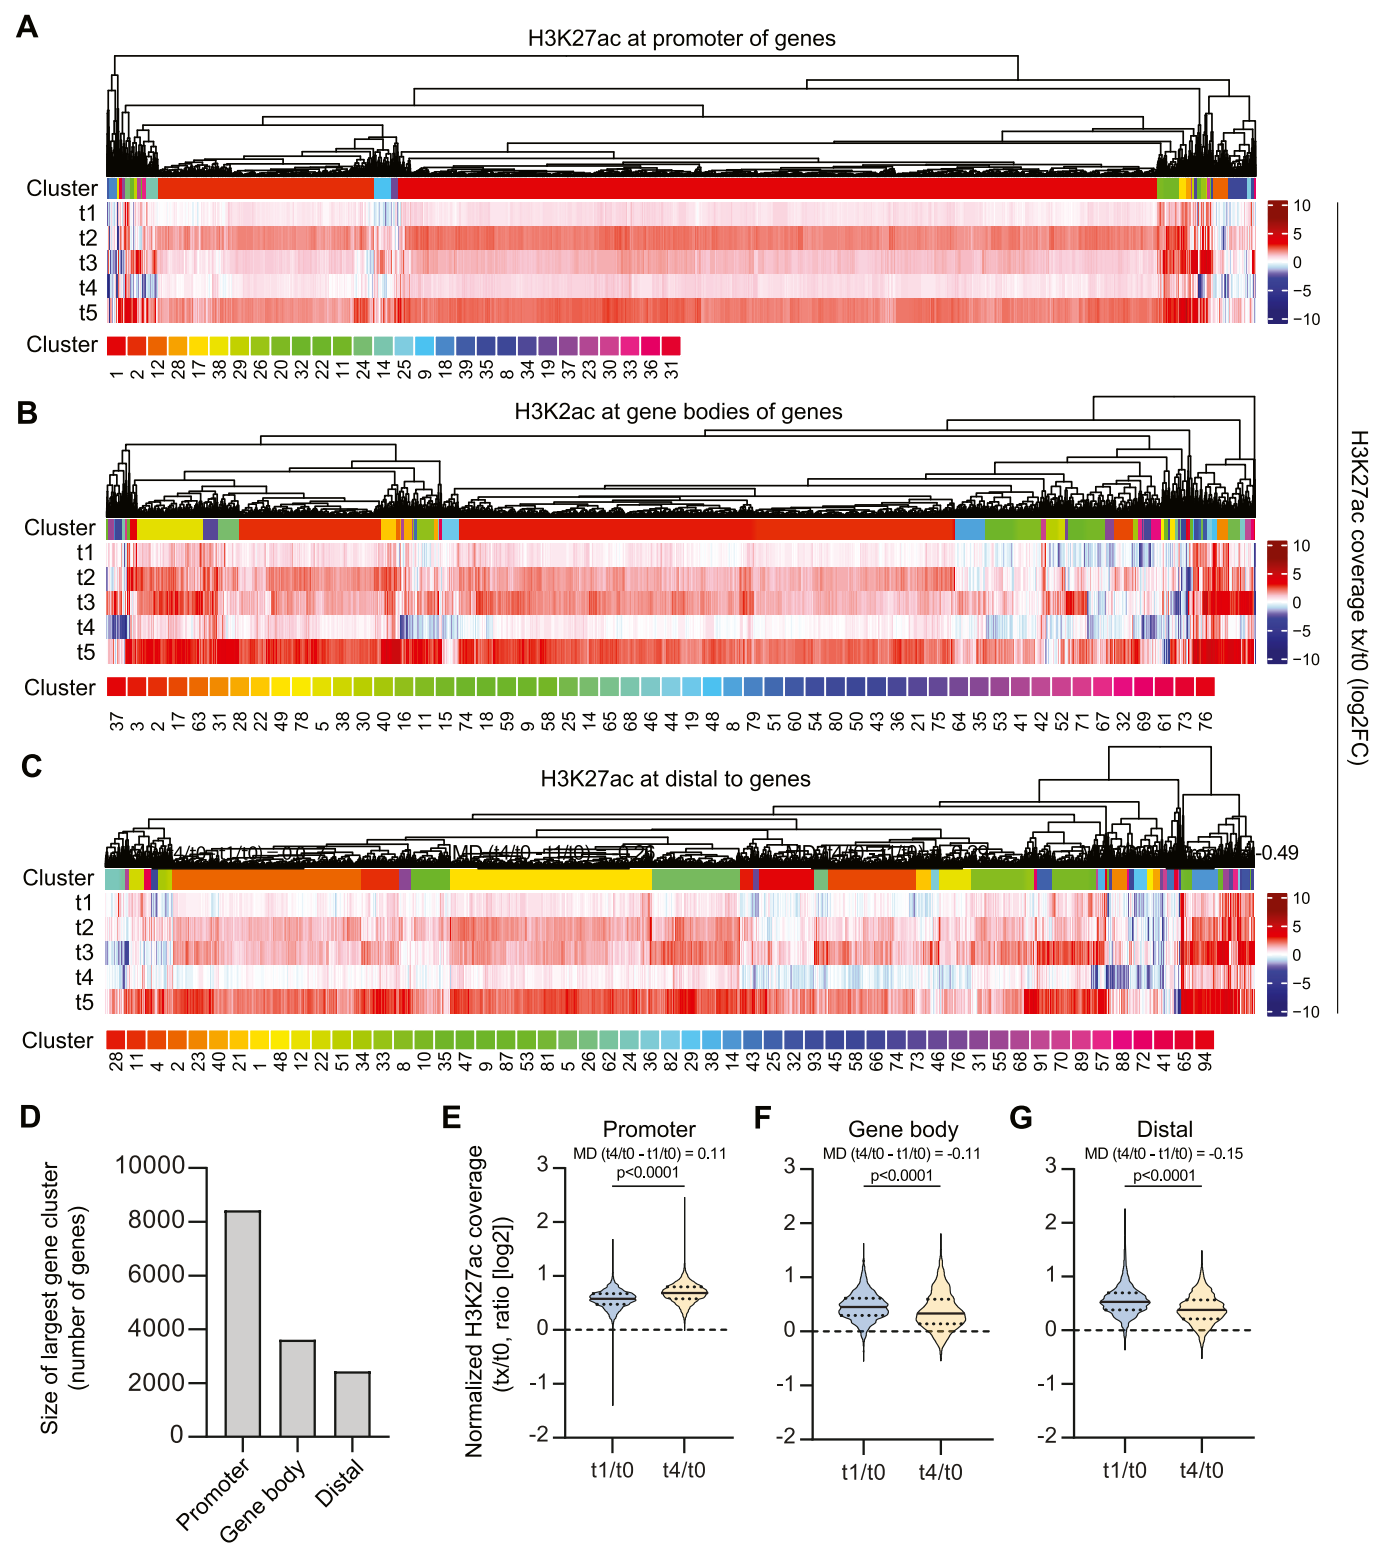 A
H3K27ac at promoter of genes
Cluster
t1
t2
t3
t4
t5
10
5
0
−5
−10
Cluster
1 2 12 28 17 38 29 26 20 32 22 11 24 14 25 9 18 39 35 8 34 19 37 23 30 33 36 31
B
H3K2ac at gene bodies of genes
Cluster
t1
t2
t3
t4
t5
10
5
0
−5
−10
Cluster
37 3 2 17 63 31 28 22 49 78 5 38 30 40 16 11 15 74 18 59 9 58 25 14 65 68 46 44 19 48 8 79 51 60 54 80 50 43 36 21 75 64 35 53 41 42 52 71 67 32 69 61 73 76
H3K27ac coverage tx/t0 (log2FC)
C
H3K27ac at distal to genes
-0.49
Cluster
t1
t2
t3
t4
t5
10
5
0
−5
−10
Cluster
28 11 4 2 23 40 21 1 48 12 22 51 34 33 8 10 35 47 9 87 53 81 5 26 62 24 36 82 29 38 14 43 25 32 93 45 58 66 74 73 46 76 31 55 68 91 70 89 57 88 72 41 65 94
D
Size of largest gene cluster
(number of genes)
10000
8000
6000
4000
2000
0
Promoter
Gene body
Distal
E
Promoter
MD (t4/t0 - t1/t0) = 0.11
p<0.0001
Normalized H3K27ac coverage
(tx/t0, ratio [log2])
3
2
1
0
-1
-2
t1/t0
t4/t0
F
Gene body
MD (t4/t0 - t1/t0) = -0.11
p<0.0001
3
2
1
0
-1
-2
t1/t0
t4/t0
G
Distal
MD (t4/t0 - t1/t0) = -0.15
p<0.0001
3
2
1
0
-1
-2
t1/t0
t4/t0